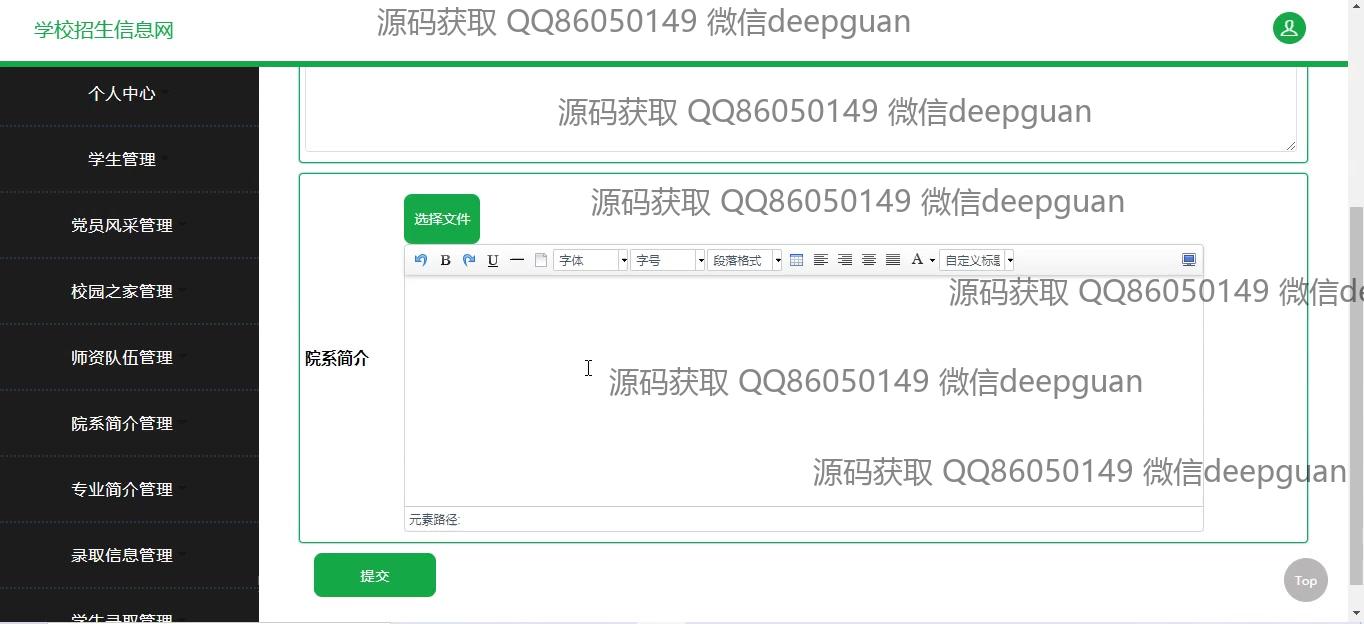 学校招生信息网
源码获取 QQ86050149 微信deepguan
个人中心
源码获取 QQ86050149 微信deepguan
学生管理
源码获取 QQ86050149 微信deepguan
选择文件
党员风采管理
B U 字体 字号 段落格式 A 自定义标题
校园之家管理
源码获取 QQ86050149 微信de
师资队伍管理
院系简介
源码获取 QQ86050149 微信deepguan
院系简介管理
源码获取 QQ86050149 微信deepguan
专业简介管理
元素路径:
录取信息管理
提交
Top
学生录取管理